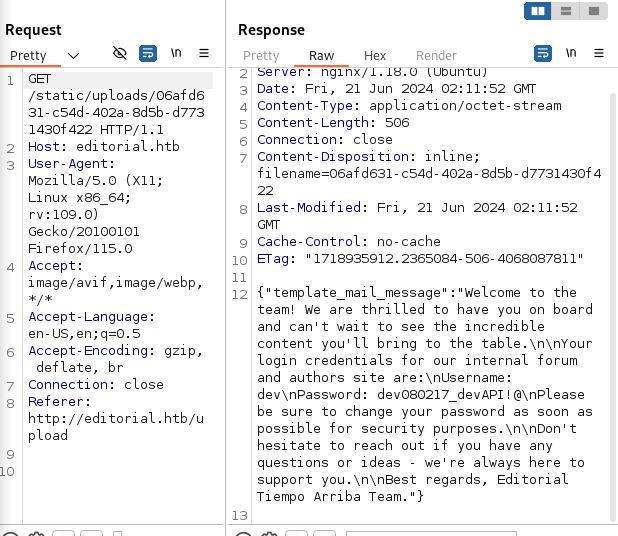 Request
Pretty
\n
1 GET
/static/uploads/06afd6
31-c54d-402a-8d5b-d773
1430f422 HTTP/1.1
2 Host: editorial.htb
3 User-Agent:
Mozilla/5.0 (X11;
Linux x86_64;
rv:109.0)
Gecko/20100101
Firefox/115.0
4 Accept:
image/avif,image/webp,
*/*
5 Accept-Language:
en-US,en;q=0.5
6 Accept-Encoding: gzip,
deflate, br
7 Connection: close
8 Referer:
http://editorial.htb/u
pload
9
10
Response
Pretty Raw Hex Render
\n
2 Server: nginx/1.18.0 (Ubuntu)
3 Date: Fri, 21 Jun 2024 02:11:52 GMT
4 Content-Type: application/octet-stream
5 Content-Length: 506
6 Connection: close
7 Content-Disposition: inline;
filename=06afd631-c54d-402a-8d5b-d7731430f4
22
8 Last-Modified: Fri, 21 Jun 2024 02:11:52
GMT
9 Cache-Control: no-cache
10 ETag: "1718935912.2365084-506-4068087811"
11
12 {"template_mail_message":"Welcome to the
team! We are thrilled to have you on board
and can't wait to see the incredible
content you'll bring to the table.\n\nYour
login credentials for our internal forum
and authors site are:\nUsername:
dev\nPassword: dev080217_devAPI!@\nPlease
be sure to change your password as soon as
possible for security purposes.\n\nDon't
hesitate to reach out if you have any
questions or ideas - we're always here to
support you.\n\nBest regards, Editorial
Tiempo Arriba Team."}
13